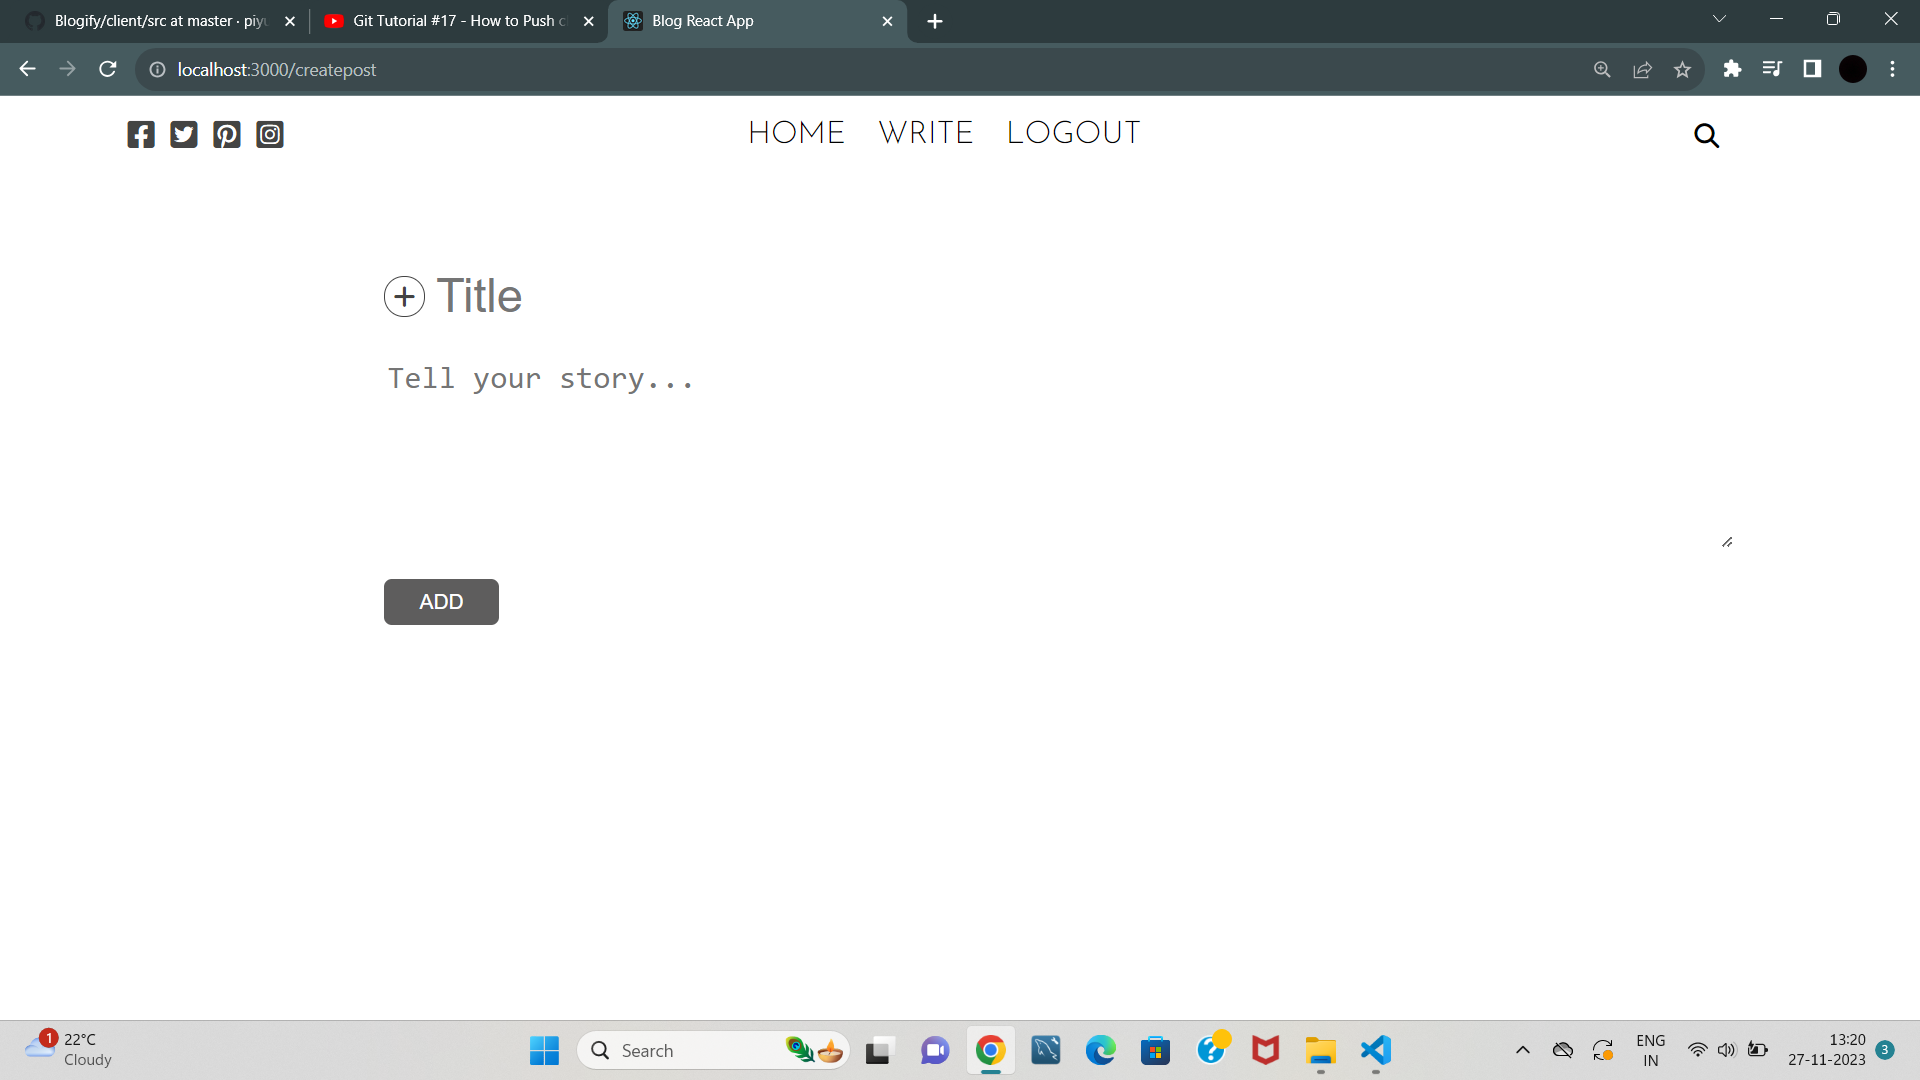 Blogify/client/src at master · piyu
Git Tutorial #17 - How to Push c
Blog React App
localhost:3000/createpost
HOME WRITE LOGOUT
Title
Tell your story...
ADD
1
22°C
Cloudy
Search
ENG
IN
13:20
27-11-2023
3